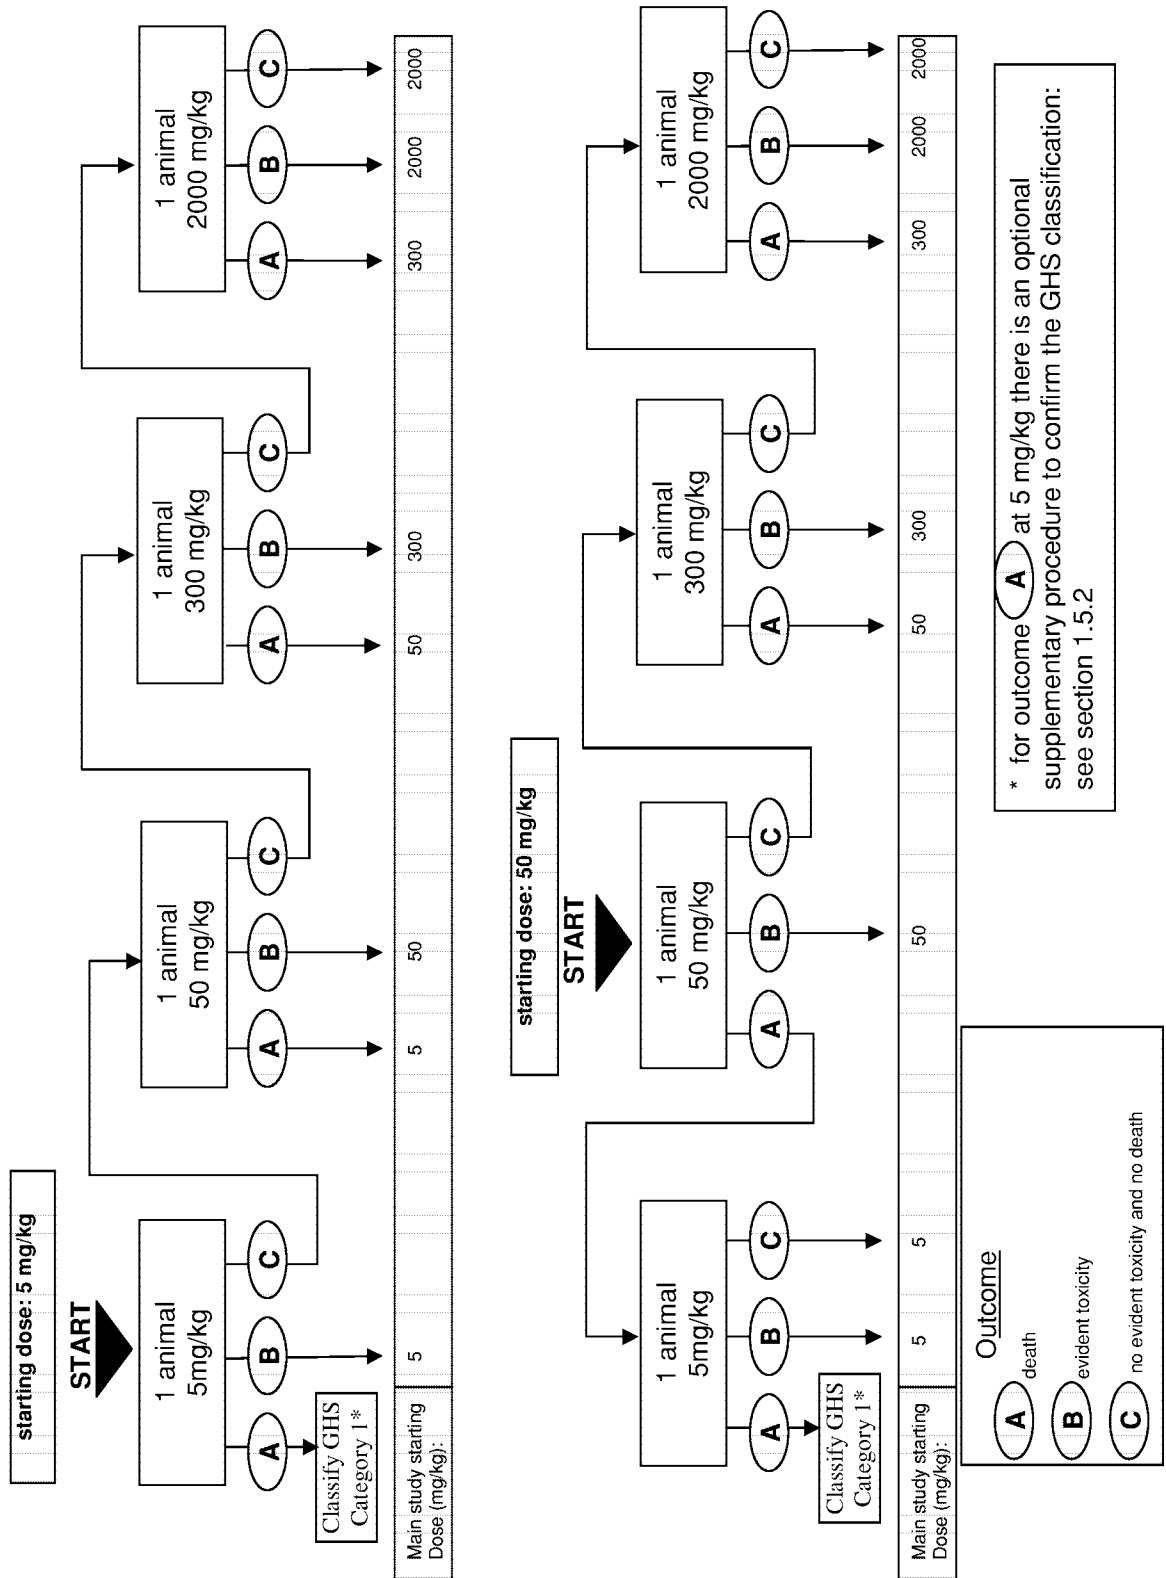 starting dose: 5 mg/kg
START
1 animal
5mg/kg
A
B
C
1 animal
50 mg/kg
A
B
C
1 animal
300 mg/kg
A
B
C
1 animal
2000 mg/kg
A
B
C
Classify GHS
Category 1*
Main study starting
Dose (mg/kg):
5
5
50
50
300
300
2000
2000
starting dose: 50 mg/kg
START
1 animal
5mg/kg
A
B
C
1 animal
50 mg/kg
A
B
C
1 animal
300 mg/kg
A
B
C
1 animal
2000 mg/kg
A
B
C
Classify GHS
Category 1*
Main study starting
Dose (mg/kg):
5
5
50
50
300
300
2000
2000
Outcome
A death
B evident toxicity
C no evident toxicity and no death
* for outcome A at 5 mg/kg there is an optional
supplementary procedure to confirm the GHS classification:
see section 1.5.2